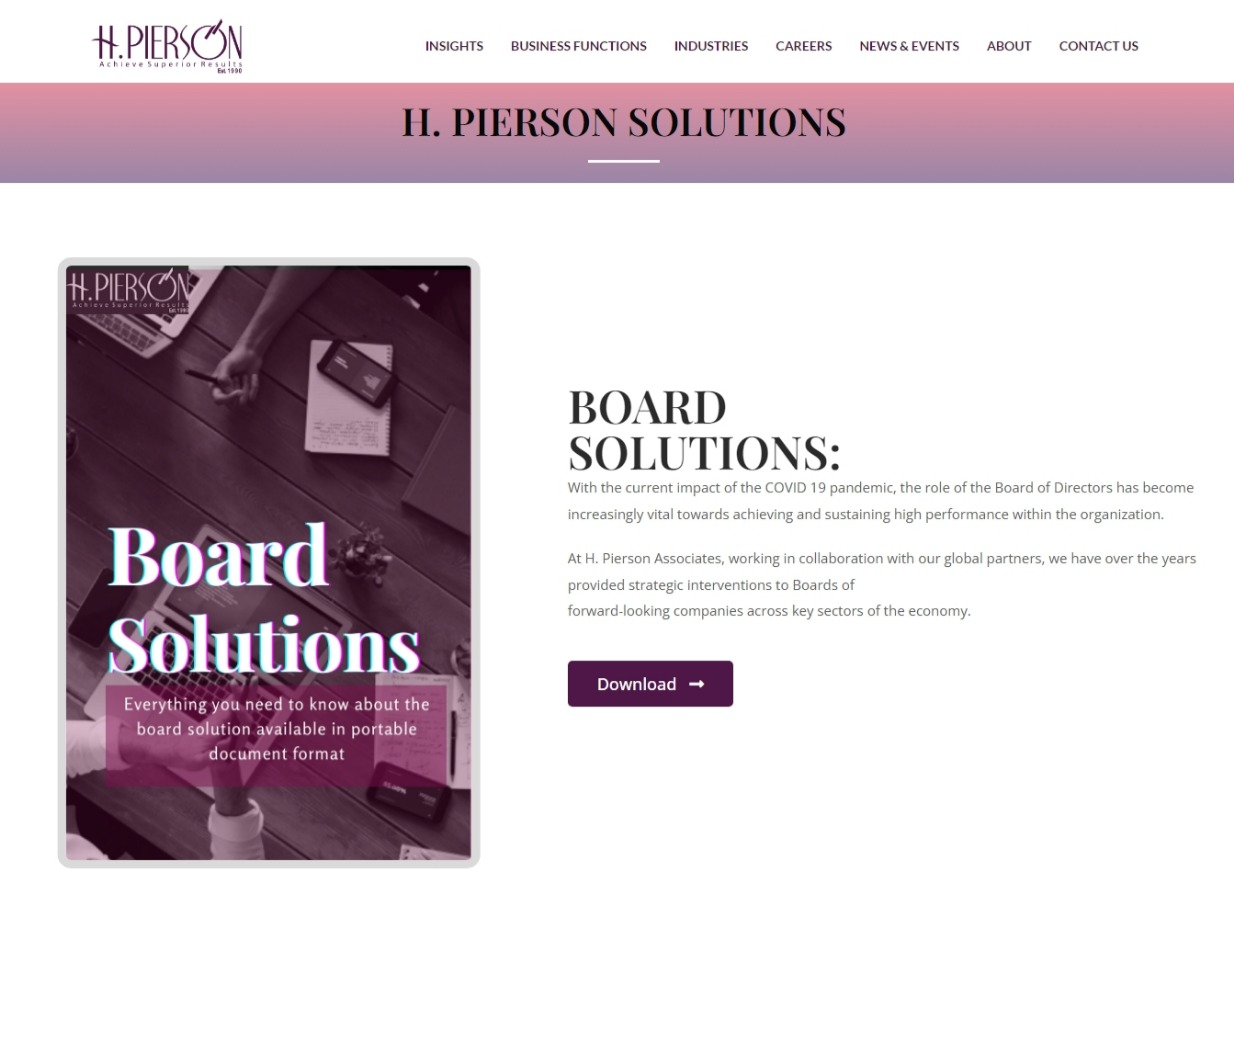 H.PIERSON
Achieve Superior Results
Est. 1990
INSIGHTS BUSINESS FUNCTIONS INDUSTRIES CAREERS NEWS & EVENTS ABOUT CONTACT US
H. PIERSON SOLUTIONS
H.PIERSON
Achieve Superior Results
Est. 1990
Board
Solutions
Everything you need to know about the
board solution available in portable
document format
BOARD
SOLUTIONS:
With the current impact of the COVID 19 pandemic, the role of the Board of Directors has become
increasingly vital towards achieving and sustaining high performance within the organization.
At H. Pierson Associates, working in collaboration with our global partners, we have over the years
provided strategic interventions to Boards of
forward-looking companies across key sectors of the economy.
Download